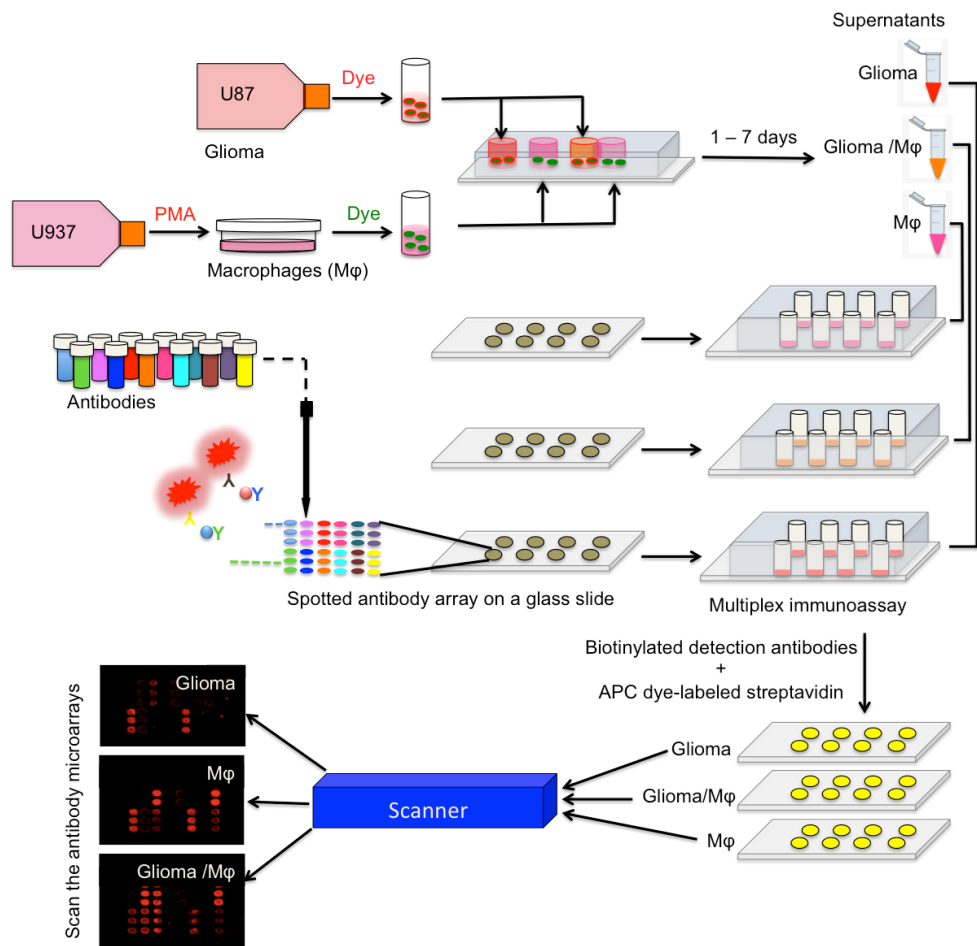 Supernatants
U87
Dye
Glioma
Glioma
1 – 7 days
Glioma /Mφ
U937
PMA
Dye
Mφ
Macrophages (Mφ)
Antibodies
Y
Y
Y
Y
Spotted antibody array on a glass slide
Multiplex immunoassay
Biotinylated detection antibodies
+
APC dye-labeled streptavidin
Scan the antibody microarrays
Glioma
Mφ
Glioma /Mφ
Scanner
Glioma
Glioma/Mφ
Mφ